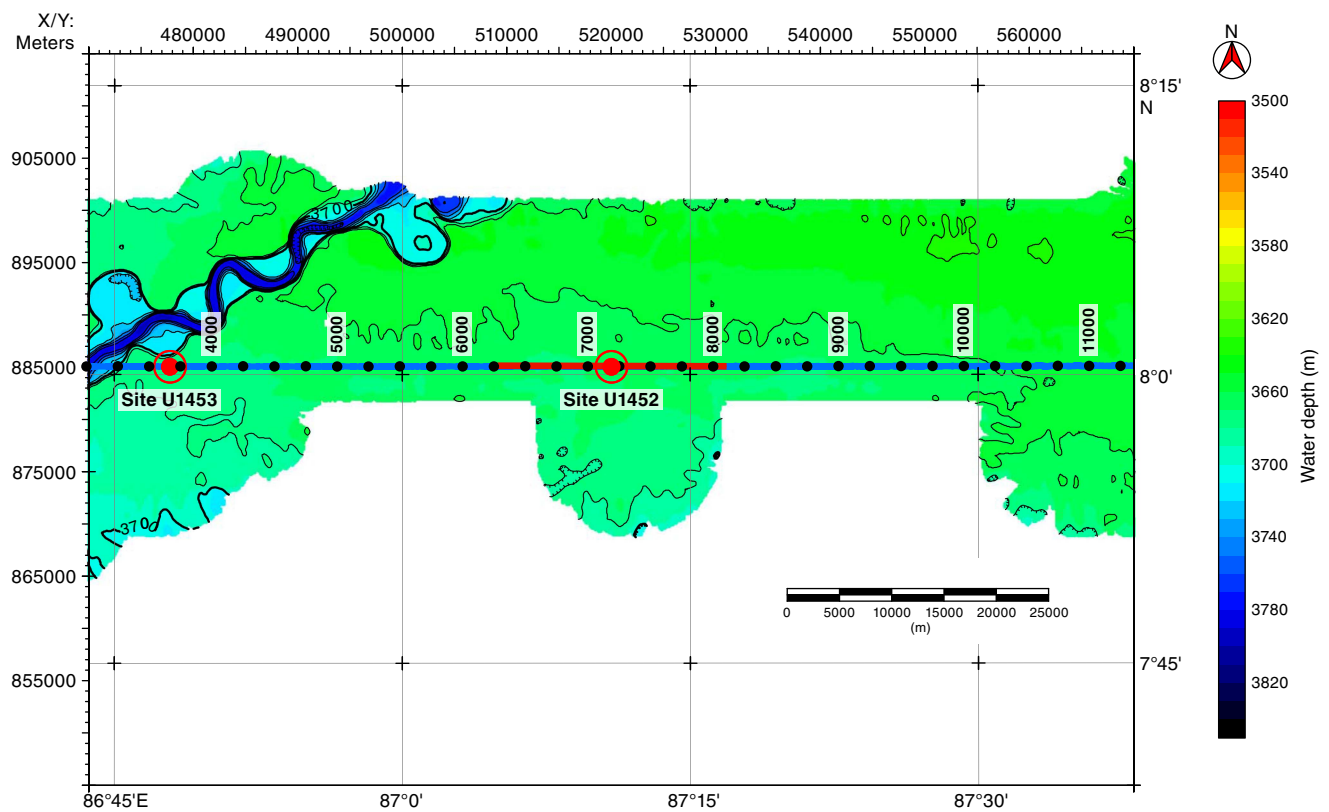 X/Y:
Meters
480000 490000 500000 510000 520000 530000 540000 550000 560000
N
8°15'
N
3500
905000
3540
3700
895000
3580
3620
4000 5000 6000 7000 8000 9000 10000 11000
885000
8°0'
3660
Site U1453
Site U1452
Water depth (m)
875000
3700
370
3740
865000
0 5000 10000 15000 20000 25000
(m)
3780
7°45'
855000
3820
86°45'E 87°0' 87°15' 87°30'